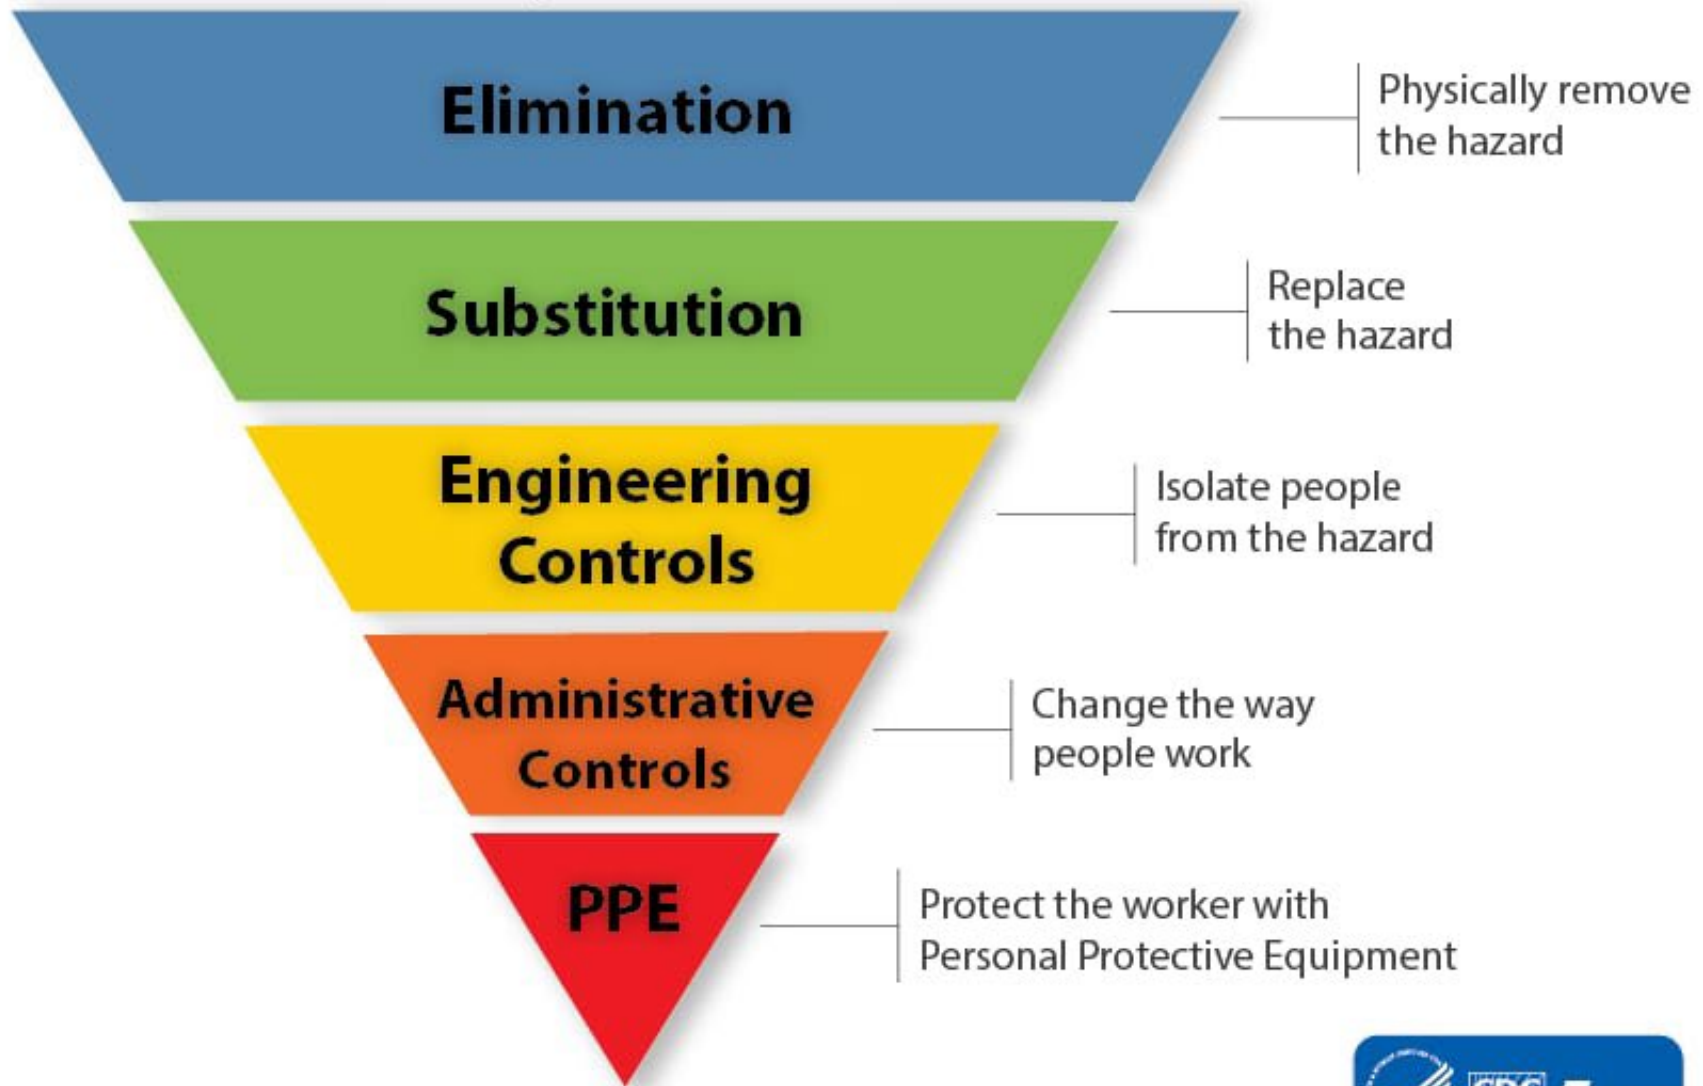 Elimination
Physically remove
the hazard
Substitution
Replace
the hazard
Engineering
Controls
Isolate people
from the hazard
Administrative
Controls
Change the way
people work
PPE
Protect the worker with
Personal Protective Equipment
CDC